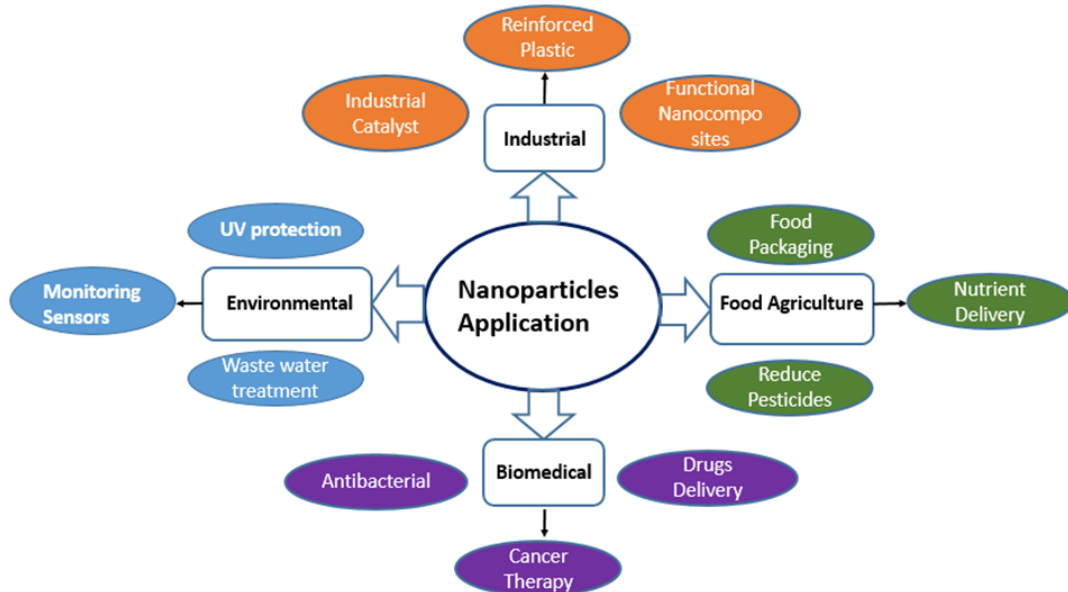 Reinforced
Plastic
Industrial
Catalyst
Functional
Nanocompo
sites
Industrial
UV protection
Food
Packaging
Monitoring
Sensors
Environmental
Nanoparticles
Application
Food Agriculture
Nutrient
Delivery
Waste water
treatment
Reduce
Pesticides
Antibacterial
Biomedical
Drugs
Delivery
Cancer
Therapy